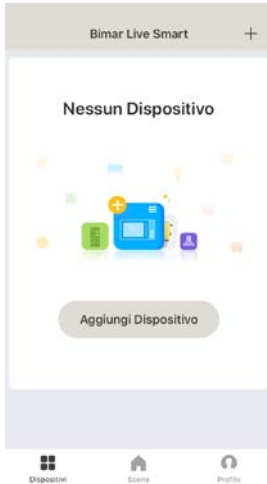 Bimar Live Smart +
Nessun Dispositivo
Aggiungi Dispositivo
Dispositivi Scene Profilo